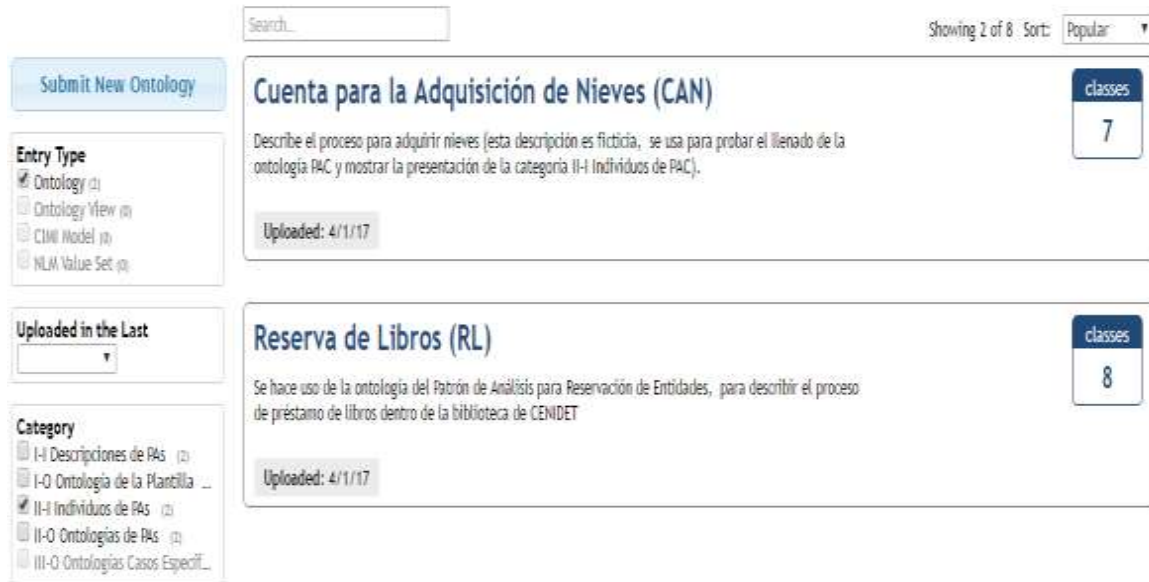 Search...
Showing 2 of 8 Sort: Popular
Submit New Ontology
Entry Type
Ontology (2)
Ontology View (0)
CIMI Model (0)
NLM Value Set (0)
Uploaded in the Last
Category
I-I Descripciones de PAs (2)
I-O Ontología de la Plantilla ...
II-I Individuos de PAs (2)
II-O Ontologías de PAs (2)
III-O Ontologías Casos Específ...
Cuenta para la Adquisición de Nieves (CAN)
Describe el proceso para adquirir nieves (esta descripción es ficticia, se usa para probar el llenado de la
ontología PAC y mostrar la presentación de la categoría II-I Individuos de PAC).
Uploaded: 4/1/17
classes
7
Reserva de Libros (RL)
Se hace uso de la ontología del Patrón de Análisis para Reservación de Entidades, para describir el proceso
de préstamo de libros dentro de la biblioteca de CENIDET
Uploaded: 4/1/17
classes
8